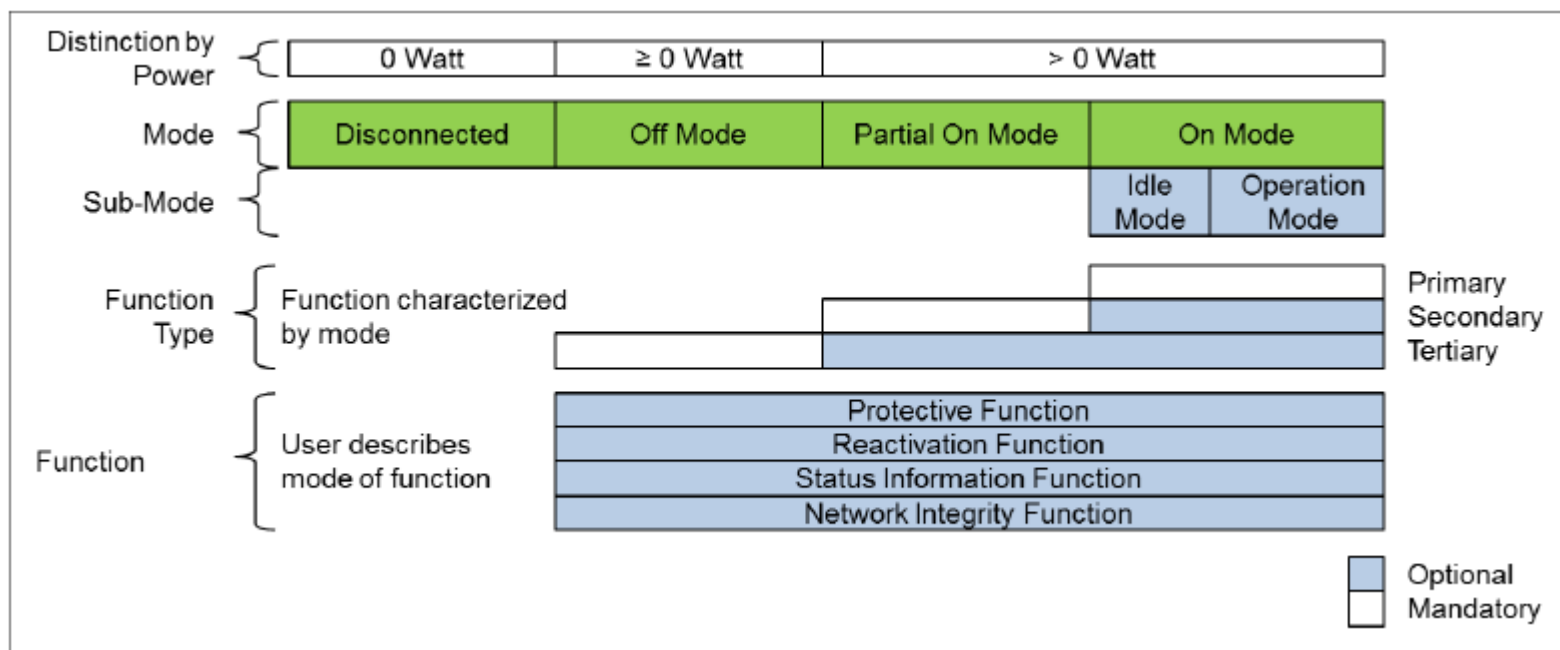 Distinction by
Power
0 Watt
≥ 0 Watt
> 0 Watt
Mode
Disconnected
Off Mode
Partial On Mode
On Mode
Sub-Mode
Idle
Mode
Operation
Mode
Function
Type
Function characterized
by mode
Primary
Secondary
Tertiary
Function
User describes
mode of function
Protective Function
Reactivation Function
Status Information Function
Network Integrity Function
Optional
Mandatory